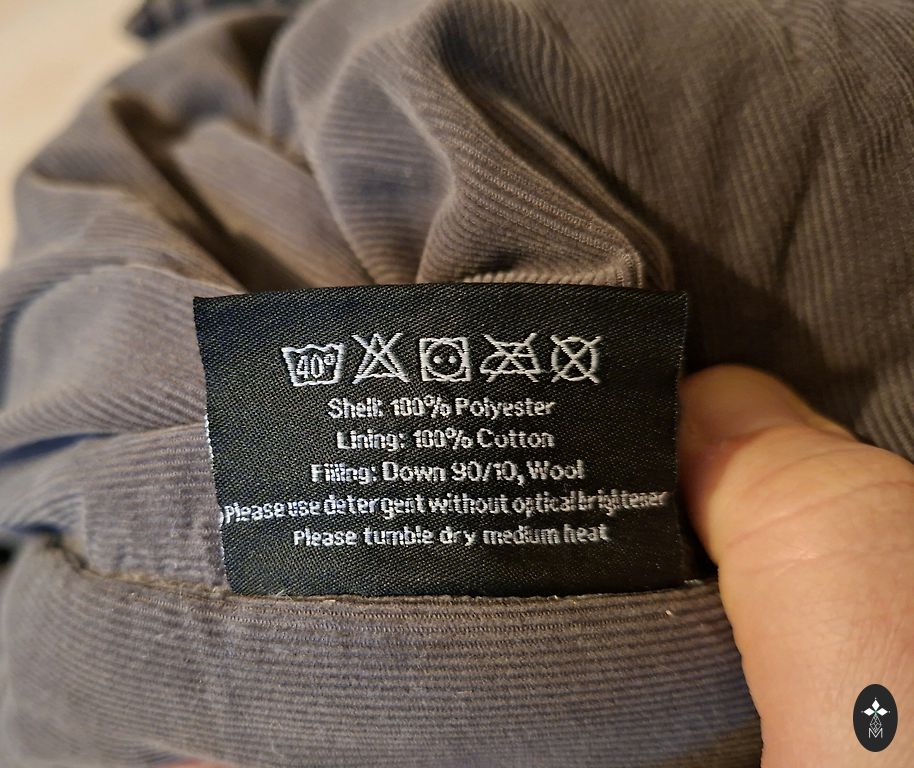 40°
Shell: 100% Polyester
Lining: 100% Cotton
Filling: Down 90/10, Wool
Please use detergent without optical brightener
Please tumble dry medium heat
M